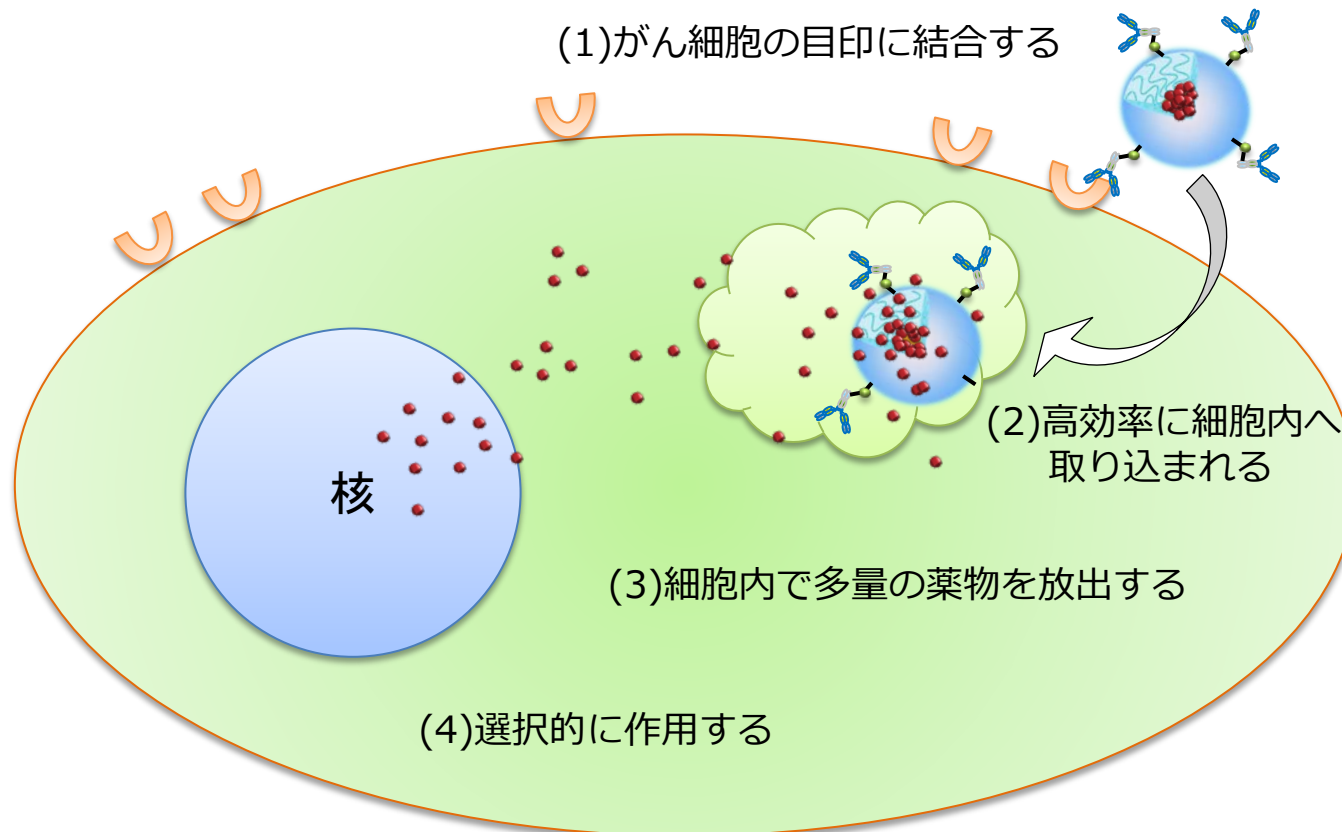 (1)がん細胞の目印に結合する
(2)高効率に細胞内へ
取り込まれる
核
(3)細胞内で多量の薬物を放出する
(4)選択的に作用する